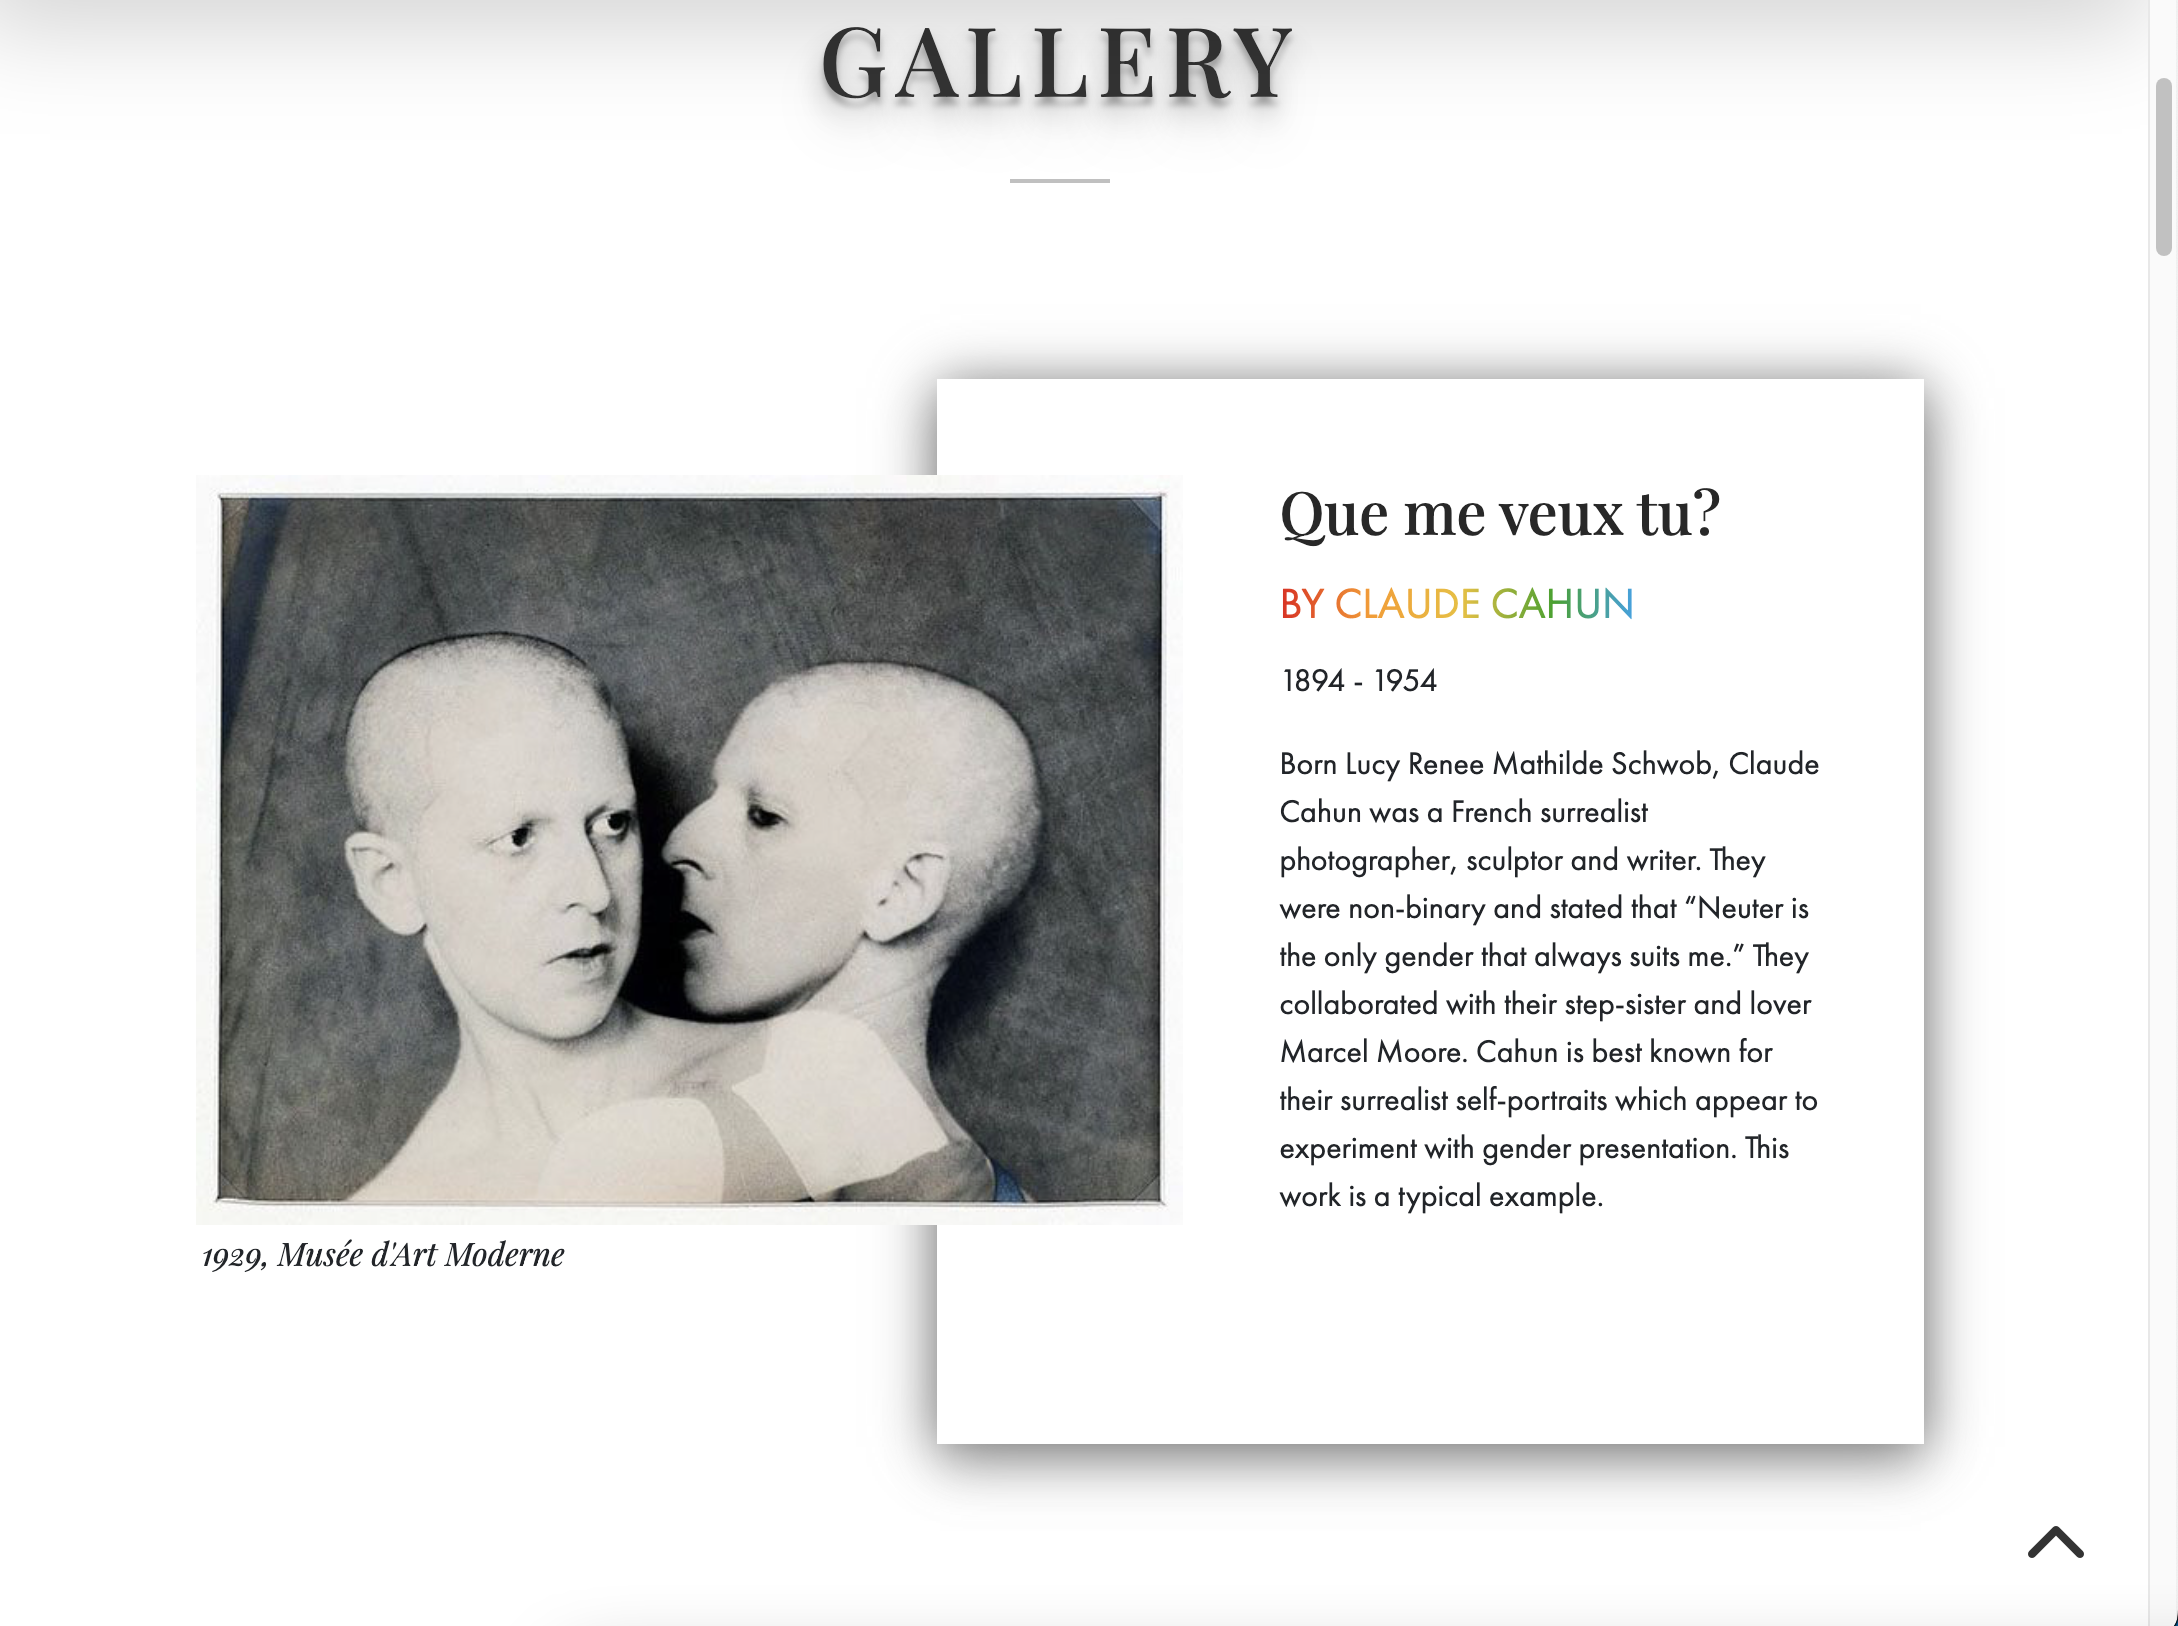 GALLERY
Que me veux tu?
BY CLAUDE CAHUN
1894 - 1954
Born Lucy Renee Mathilde Schwob, Claude
Cahun was a French surrealist
photographer, sculptor and writer. They
were non-binary and stated that “Neuter is
the only gender that always suits me.” They
collaborated with their step-sister and lover
Marcel Moore. Cahun is best known for
their surrealist self-portraits which appear to
experiment with gender presentation. This
work is a typical example.
1929, Musée d'Art Moderne